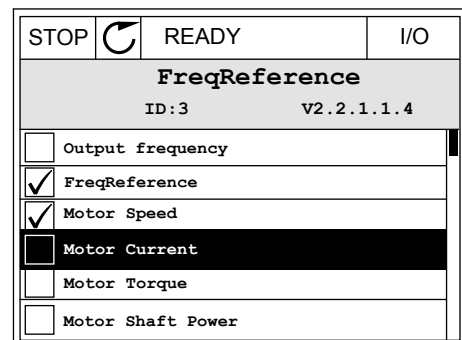 STOP READY I/O
FreqReference
ID:3 V2.2.1.1.4
Output frequency
FreqReference
Motor Speed
Motor Current
Motor Torque
Motor Shaft Power